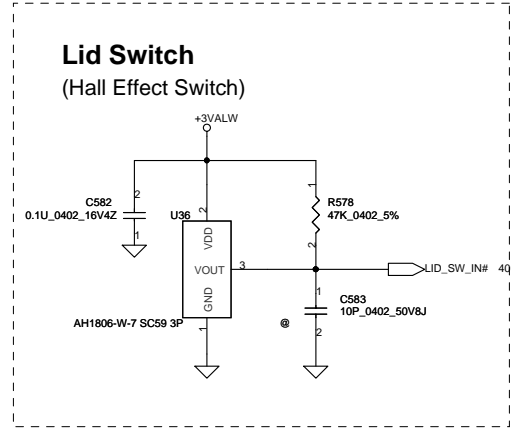 Lid Switch
(Hall Effect Switch)
+3VALW
C582
0.1U_0402_16V4Z
2
1
U36
2
VDD
VOUT
3
GND
1
AH1806-W-7 SC59 3P
1
R578
47K_0402_5%
2
LID_SW_IN# 40
1
C583
10P_0402_50V8J
@
2